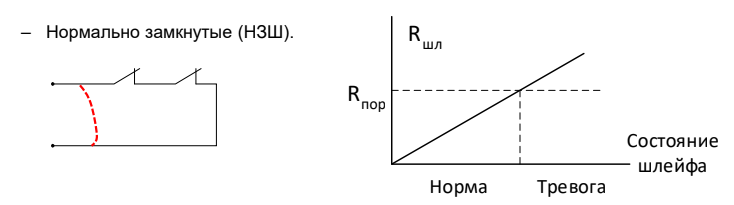 – Нормально замкнутые (НЗШ).
Rшл
Rпор
Состояние
шлейфа
Норма Тревога